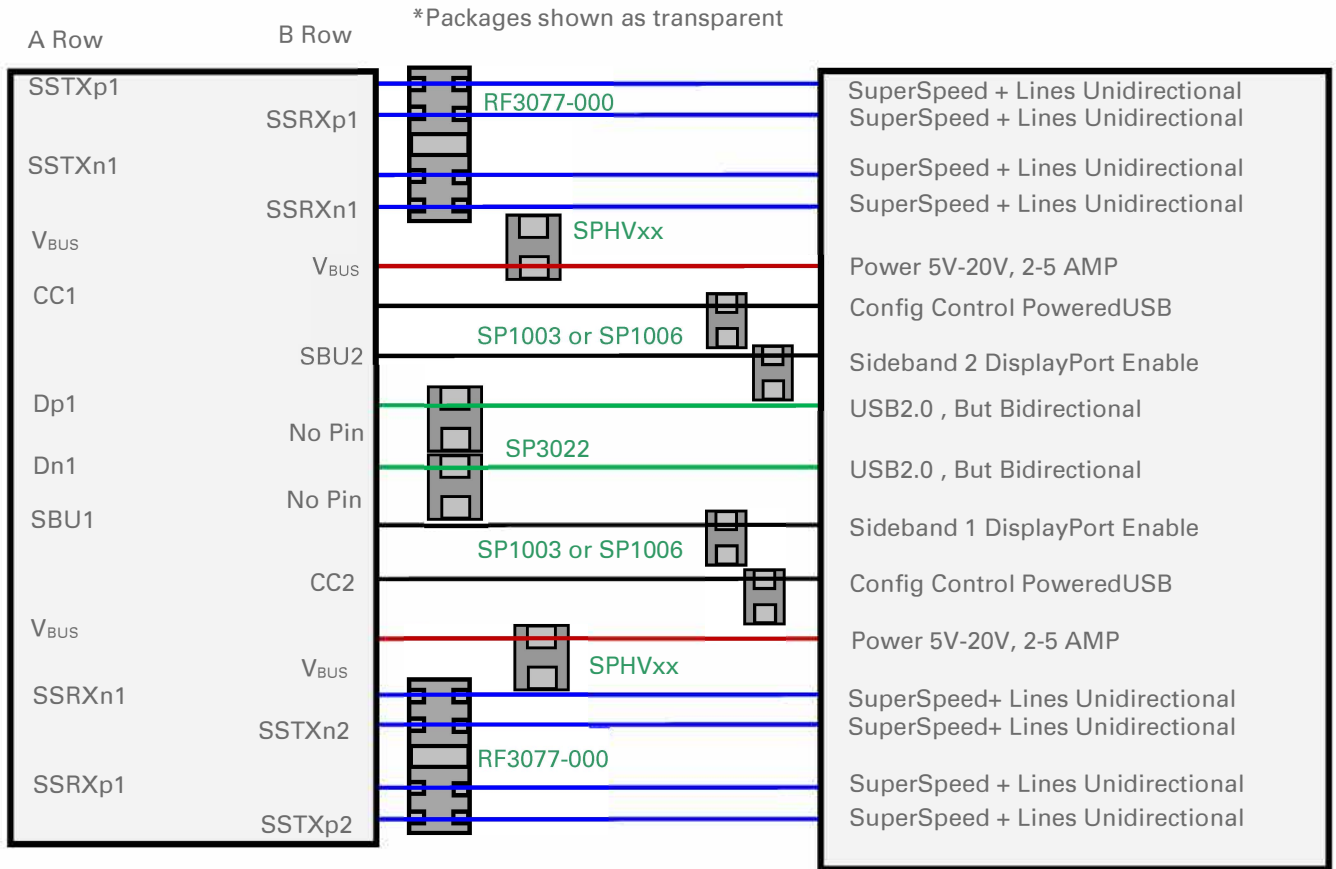 *Packages shown as transparent
A Row
B Row
SSTXp1
SSRXp1
SSTXn1
SSRXn1
VBUS
VBUS
CC1
SBU2
Dp1
No Pin
Dn1
No Pin
SBU1
CC2
VBUS
VBUS
SSRXn1
SSTXn2
SSRXp1
SSTXp2
RF3077-000
SPHVxx
SP1003 or SP1006
SP3022
SP1003 or SP1006
SPHVxx
RF3077-000
SuperSpeed + Lines Unidirectional
SuperSpeed + Lines Unidirectional
SuperSpeed + Lines Unidirectional
SuperSpeed + Lines Unidirectional
Power 5V-20V, 2-5 AMP
Config Control PoweredUSB
Sideband 2 DisplayPort Enable
USB2.0 , But Bidirectional
USB2.0 , But Bidirectional
Sideband 1 DisplayPort Enable
Config Control PoweredUSB
Power 5V-20V, 2-5 AMP
SuperSpeed+ Lines Unidirectional
SuperSpeed+ Lines Unidirectional
SuperSpeed + Lines Unidirectional
SuperSpeed + Lines Unidirectional